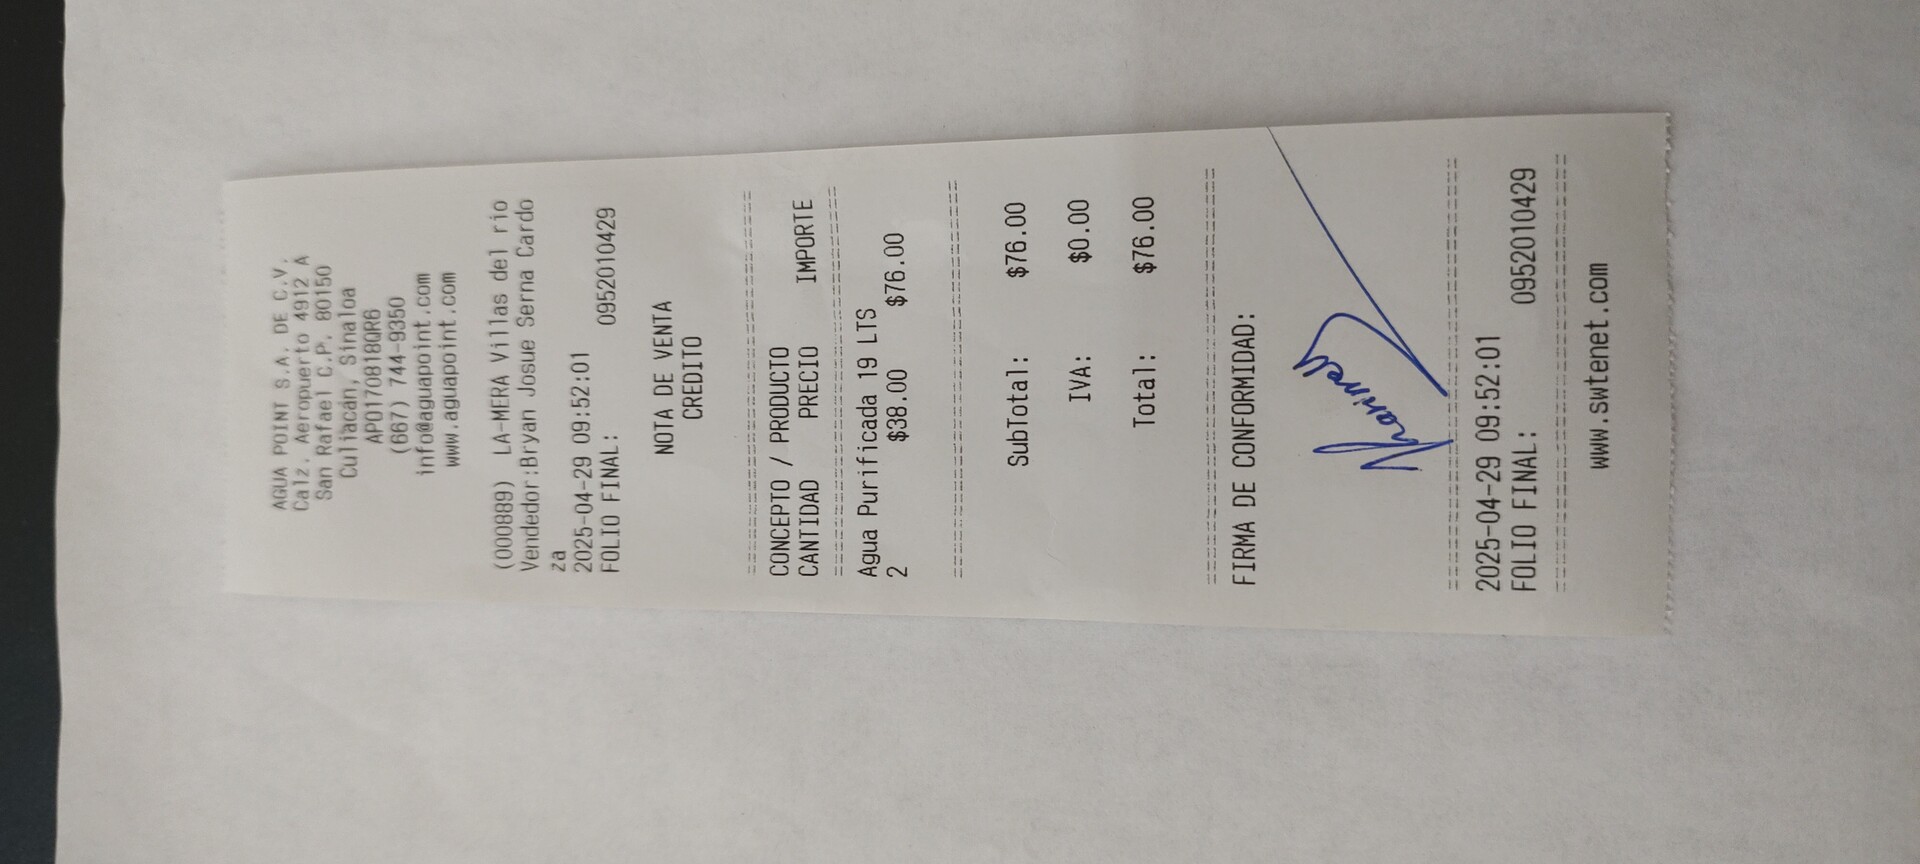 AGUA POINT S.A. DE C.V.
Calz. Aeropuerto 4912 A
San Rafael C.P. 80150
Culiacán, Sinaloa
APO170818QR6
(667) 744-9350
info@aguapoint.com
www.aguapoint.com
(000889) LA-MERA Villas del rio
Vendedor:Bryan Josue Serna Cardo
za
2025-04-29 09:52:01
FOLIO FINAL: 0952010429
NOTA DE VENTA
CREDITO
==============================
CONCEPTO / PRODUCTO
CANTIDAD PRECIO IMPORTE
==============================
Agua Purificada 19 LTS
2 $38.00 $76.00
==============================
SubTotal: $76.00
IVA: $0.00
Total: $76.00
==============================
FIRMA DE CONFORMIDAD:
==============================
2025-04-29 09:52:01
FOLIO FINAL: 0952010429
==============================
www.swtenet.com